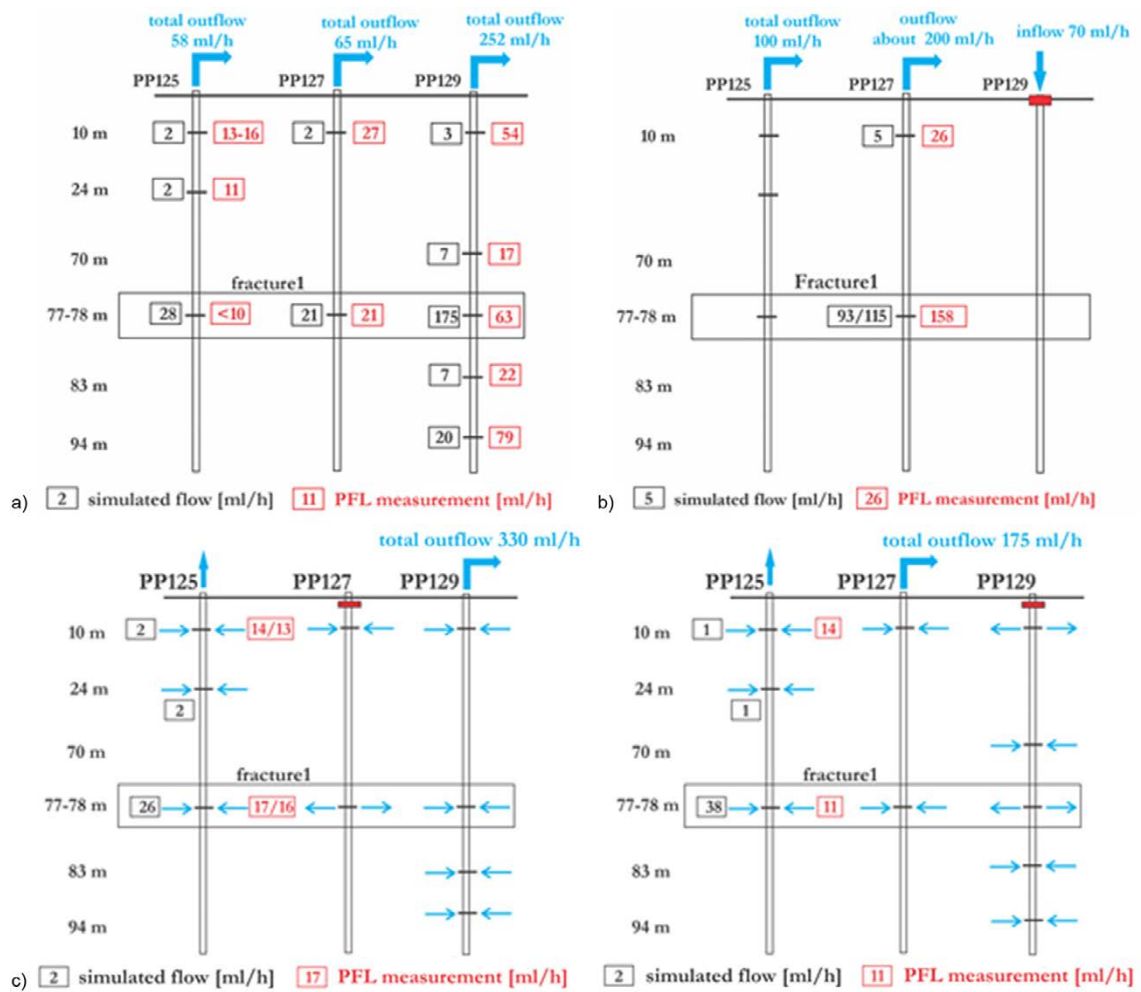 total outflow
58 ml/h
total outflow
65 ml/h
total outflow
252 ml/h
PP125
PP127
PP129
10 m
2
13-16
2
27
3
54
24 m
2
11
70 m
7
17
fracture1
77-78 m
28
<10
21
21
175
63
83 m
7
22
94 m
20
79
a)
2
simulated flow [ml/h]
11
PFL measurement [ml/h]
total outflow
100 ml/h
outflow
about 200 ml/h
inflow 70 ml/h
PP125
PP127
PP129
10 m
5
26
24 m
70 m
Fracture1
77-78 m
93/115
158
83 m
94 m
b)
5
simulated flow [ml/h]
26
PFL measurement [ml/h]
total outflow 330 ml/h
PP125
PP127
PP129
10 m
2
14/13
24 m
2
70 m
fracture1
77-78 m
26
17/16
83 m
94 m
c)
2
simulated flow [ml/h]
17
PFL measurement [ml/h]
total outflow 175 ml/h
PP125
PP127
PP129
10 m
1
14
24 m
1
70 m
fracture1
77-78 m
38
11
83 m
94 m
2
simulated flow [ml/h]
11
PFL measurement [ml/h]